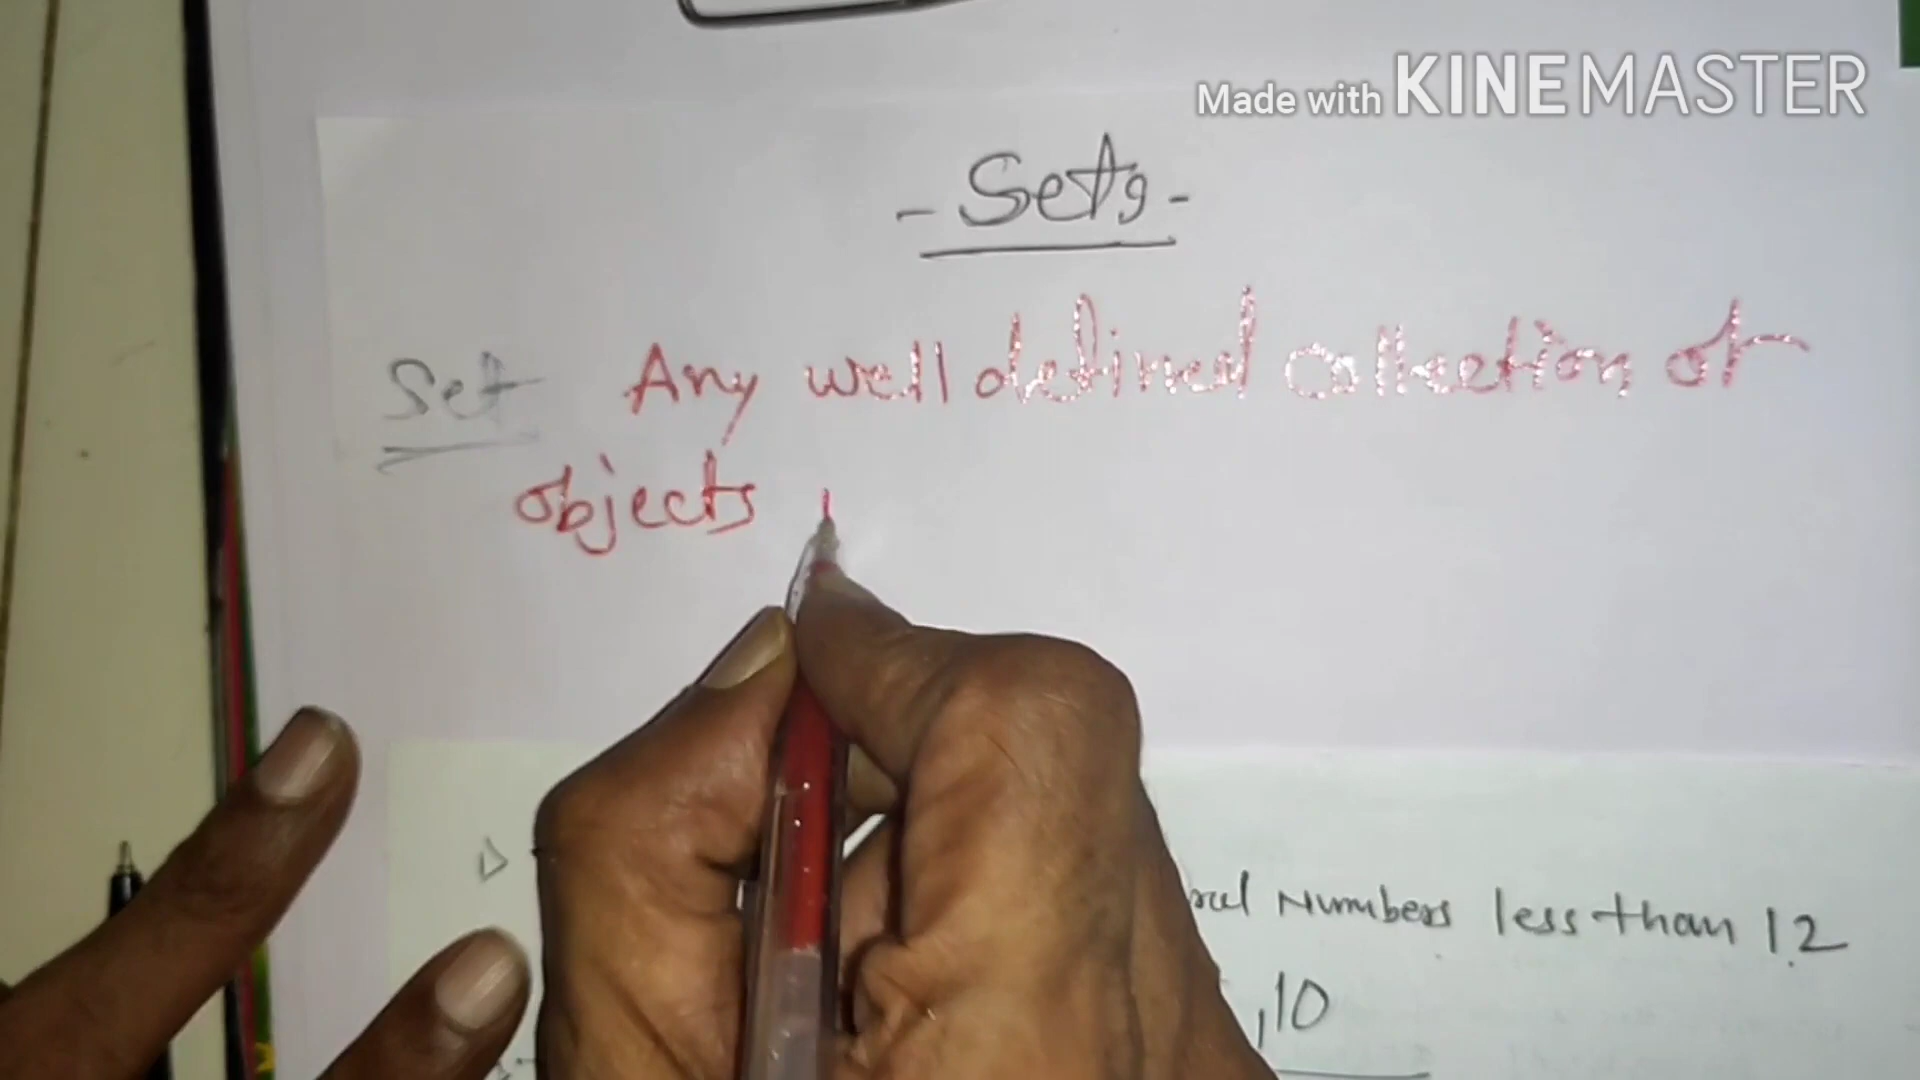 Made with KINEMASTER
- Sets -
Set Any well defined collection of
objects
Numbers less than 12
,10